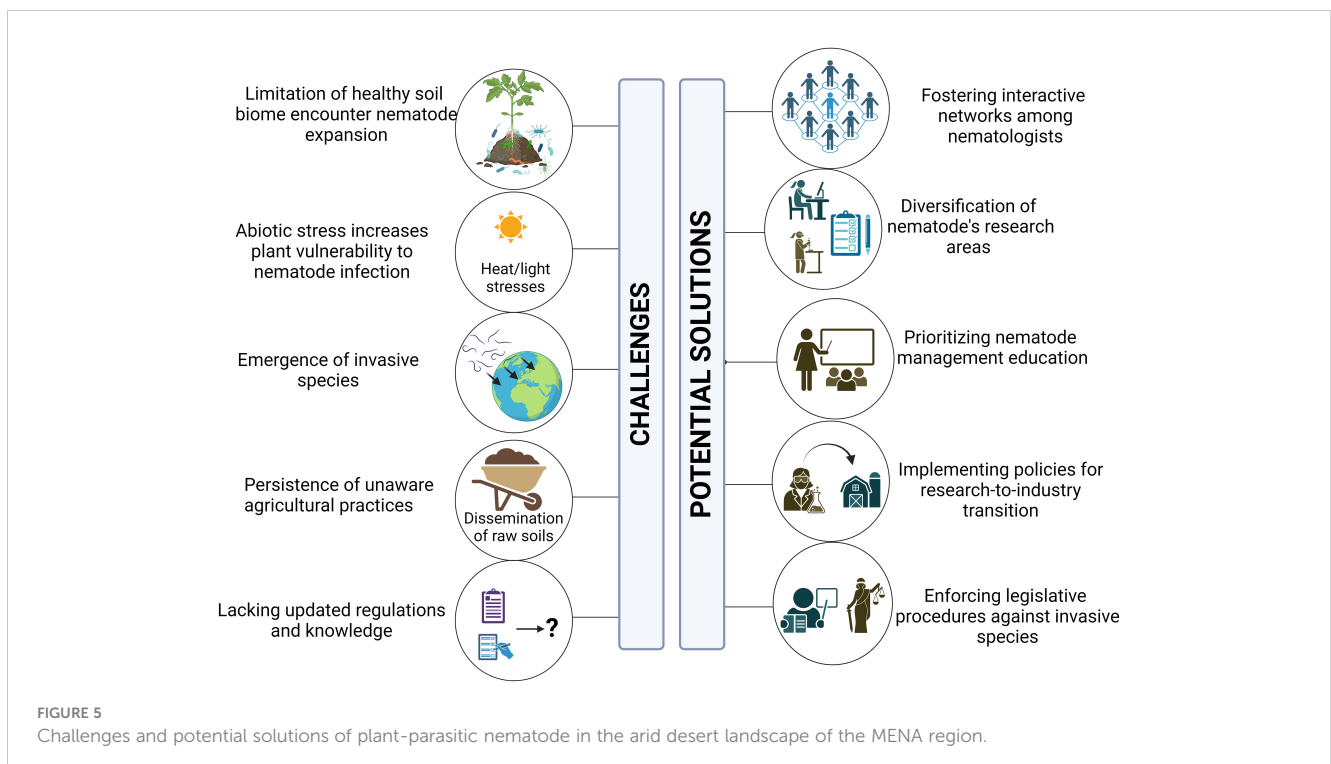 Limitation of healthy soil
biome encounter nematode
expansion
Abiotic stress increases
plant vulnerability to
nematode infection
Heat/light
stresses
Emergence of invasive
species
Persistence of unaware
agricultural practices
Dissemination
of raw soils
Lacking updated regulations
and knowledge
?
CHALLENGES
POTENTIAL SOLUTIONS
Fostering interactive
networks among
nematologists
Diversification of
nematode's research
areas
Prioritizing nematode
management education
Implementing policies for
research-to-industry
transition
Enforcing legislative
procedures against invasive
species
FIGURE 5
Challenges and potential solutions of plant-parasitic nematode in the arid desert landscape of the MENA region.